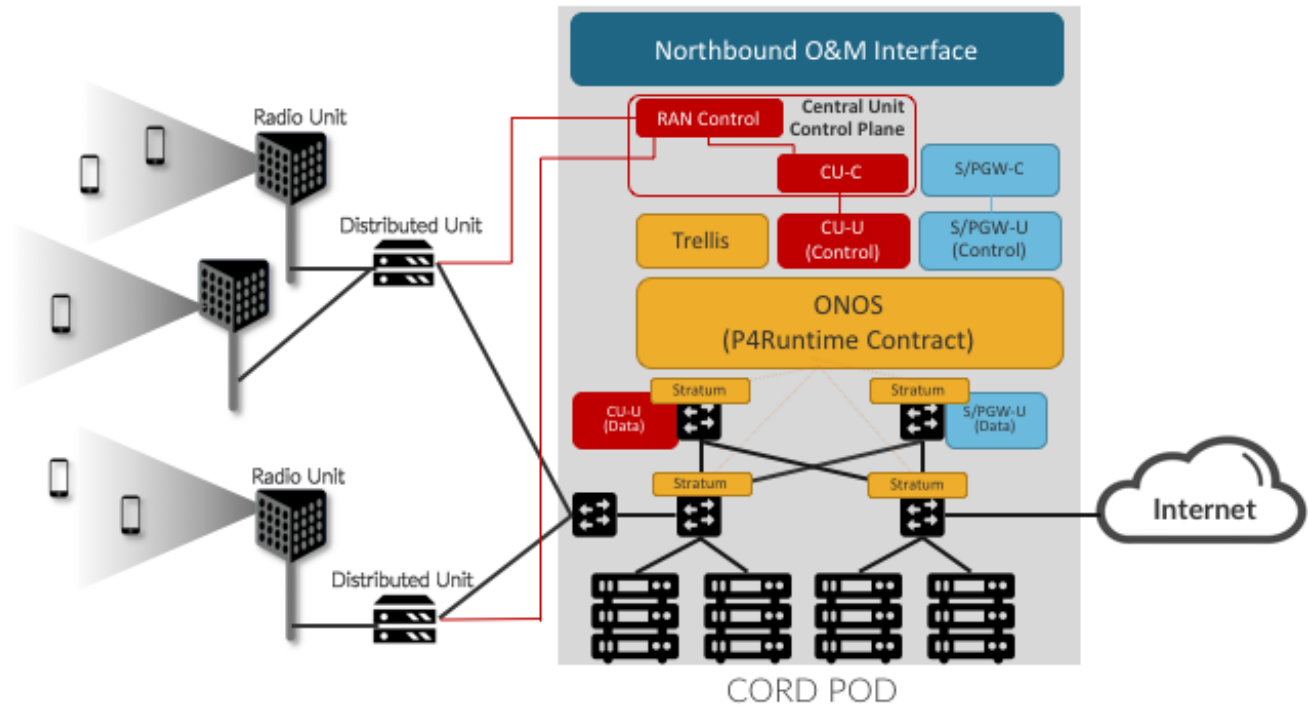 Northbound O&M Interface
Radio Unit
RAN Control
Central Unit
Control Plane
CU-C
S/PGW-C
Distributed Unit
Trellis
CU-U
(Control)
S/PGW-U
(Control)
ONOS
(P4Runtime Contract)
Stratum
Stratum
CU-U
(Data)
S/PGW-U
(Data)
Radio Unit
Stratum
Stratum
Internet
Distributed Unit
CORD POD